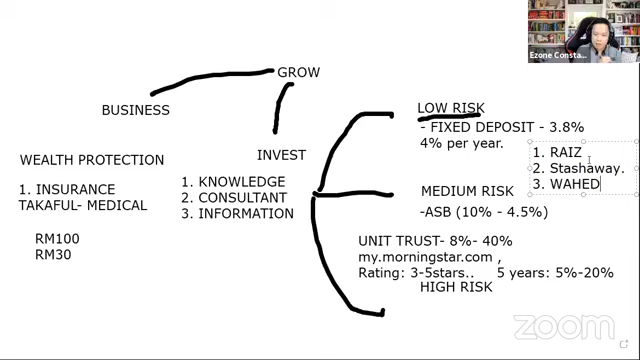 GROW
BUSINESS
WEALTH PROTECTION
1. INSURANCE
TAKAFUL- MEDICAL
RM100
RM30
INVEST
1. KNOWLEDGE
2. CONSULTANT
3. INFORMATION
LOW RISK
- FIXED DEPOSIT - 3.8%
4% per year.
1. RAIZ
2. Stashaway.
3. WAHED
MEDIUM RISK
-ASB (10% - 4.5%)
UNIT TRUST- 8%- 40%
my.morningstar.com ,
Rating: 3-5stars.. 5 years: 5%-20%
HIGH RISK
Ezone Consta...
zoom